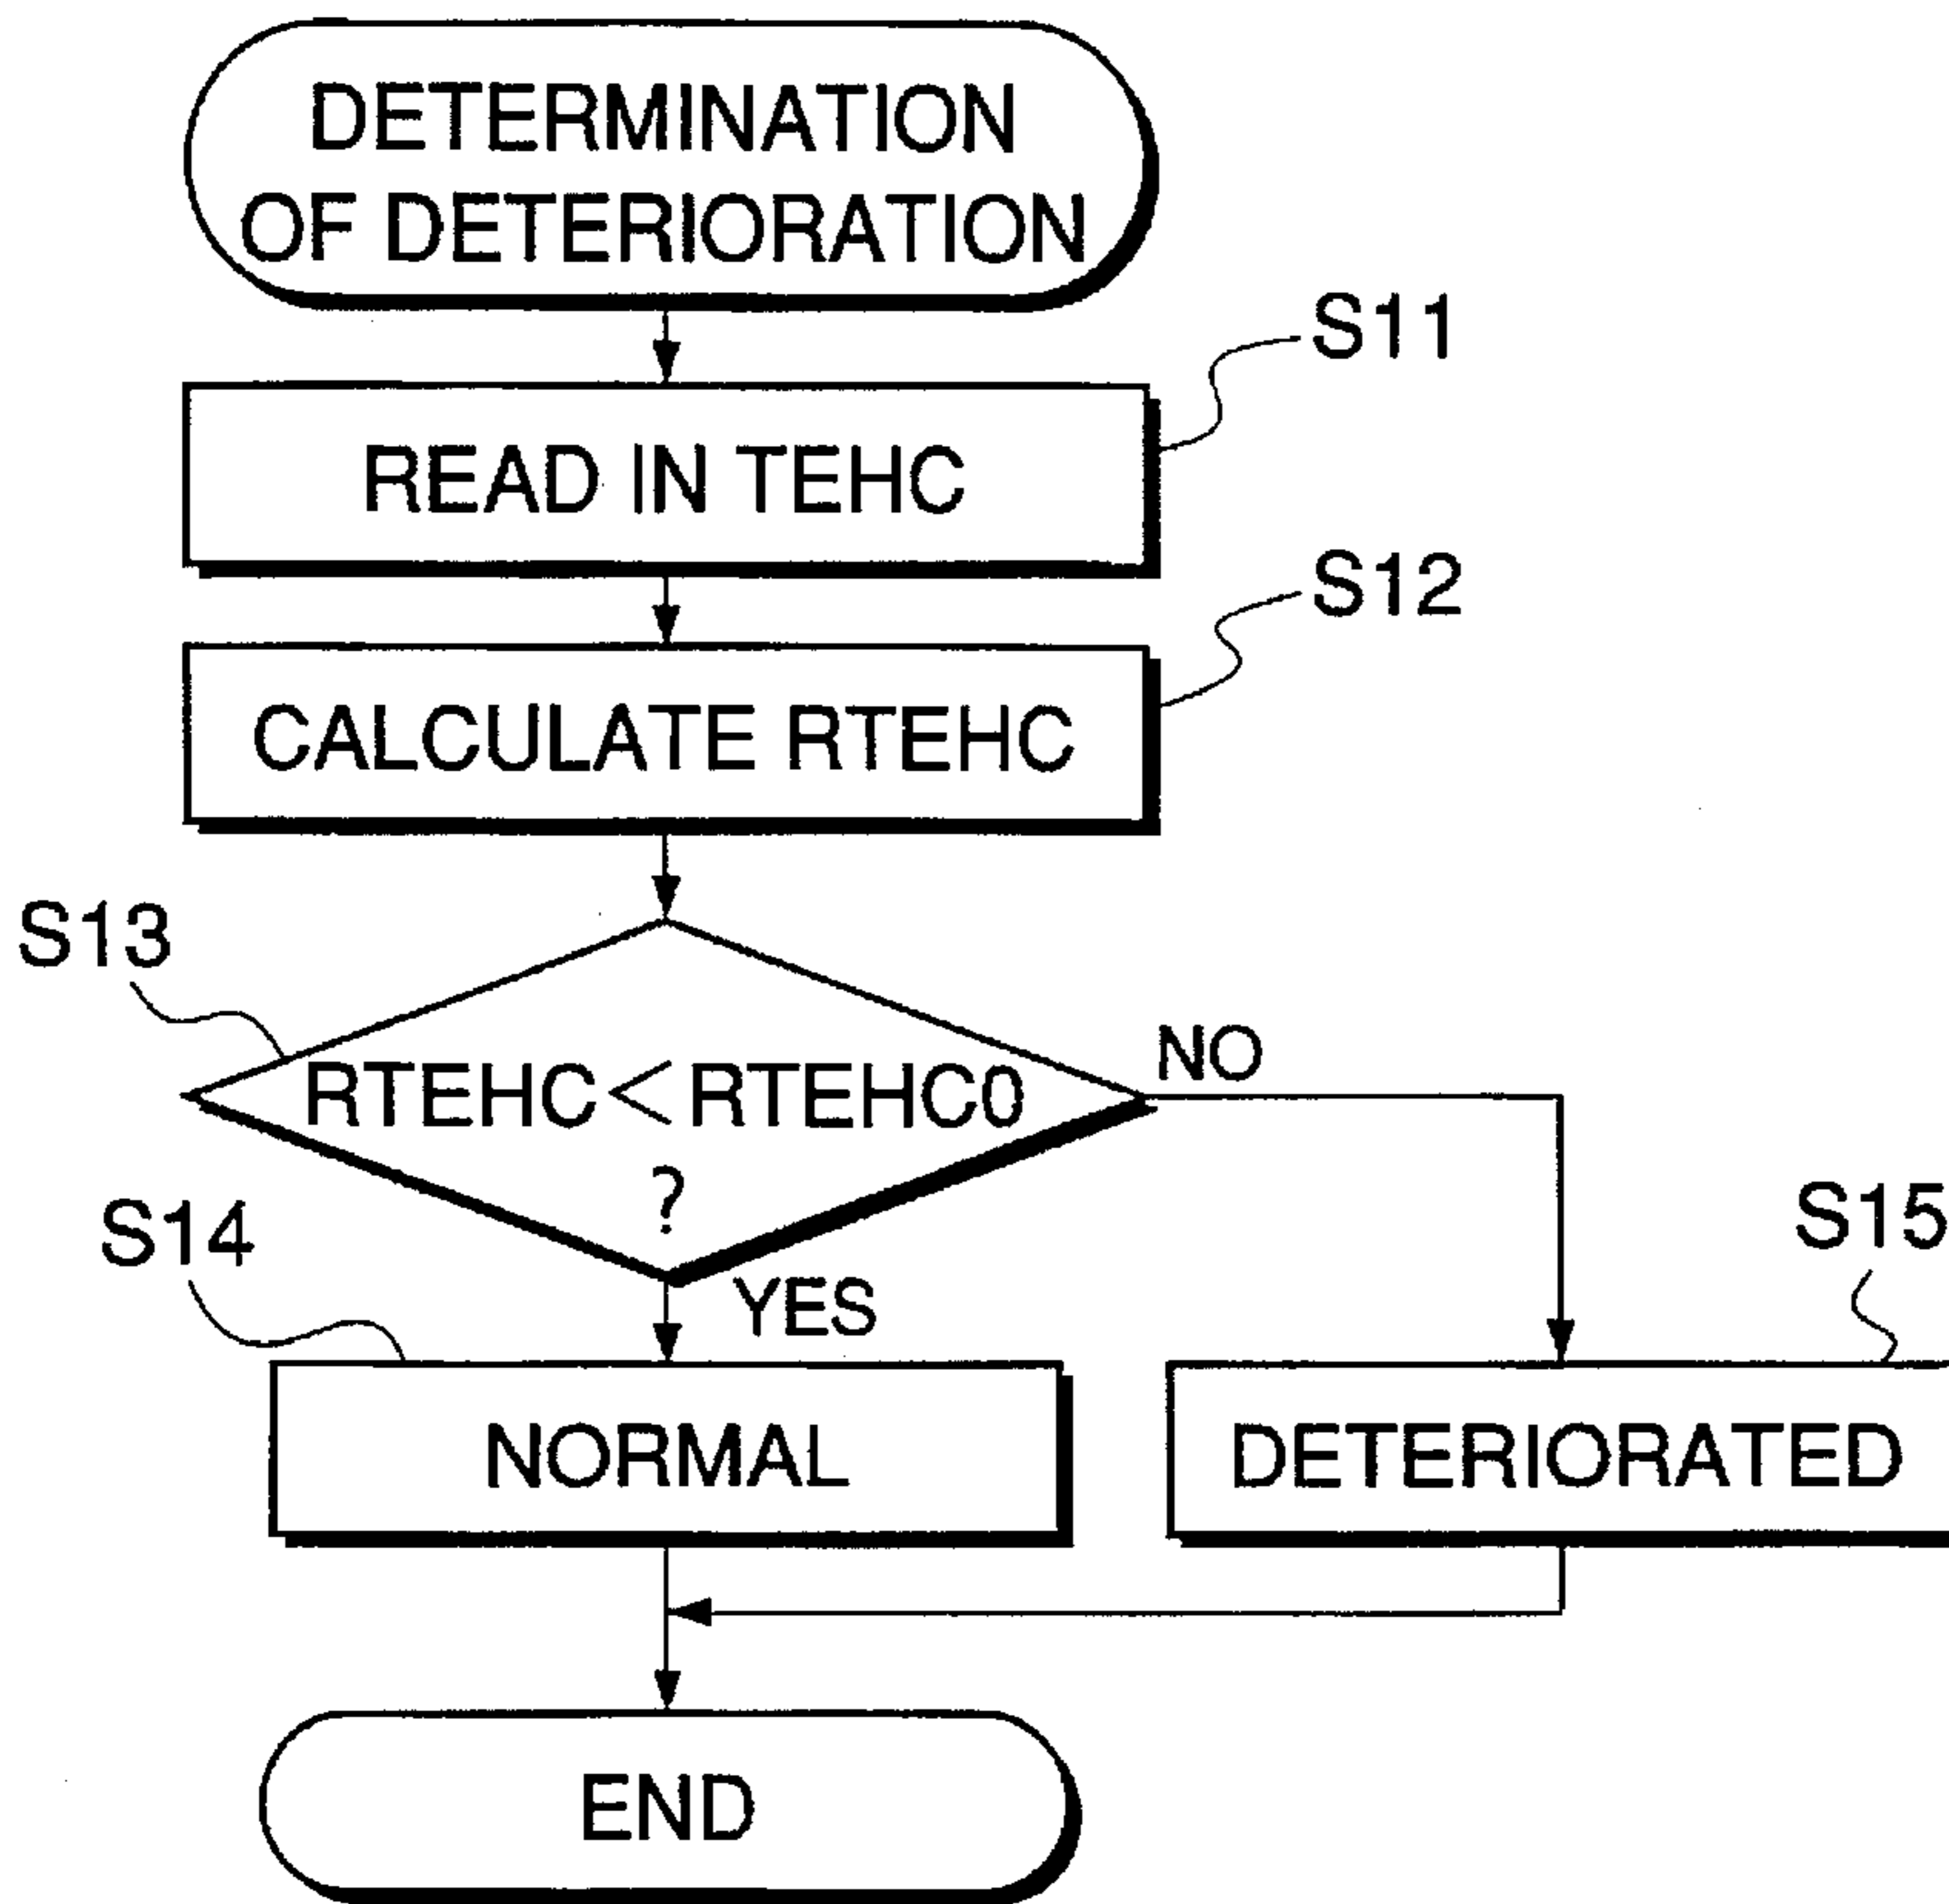 DETERMINATION
OF DETERIORATION
S11
READ IN TEHC
S12
CALCULATE RTEHC
S13
RTEHC<RTEHC0
?
NO
YES
S14
NORMAL
S15
DETERIORATED
END